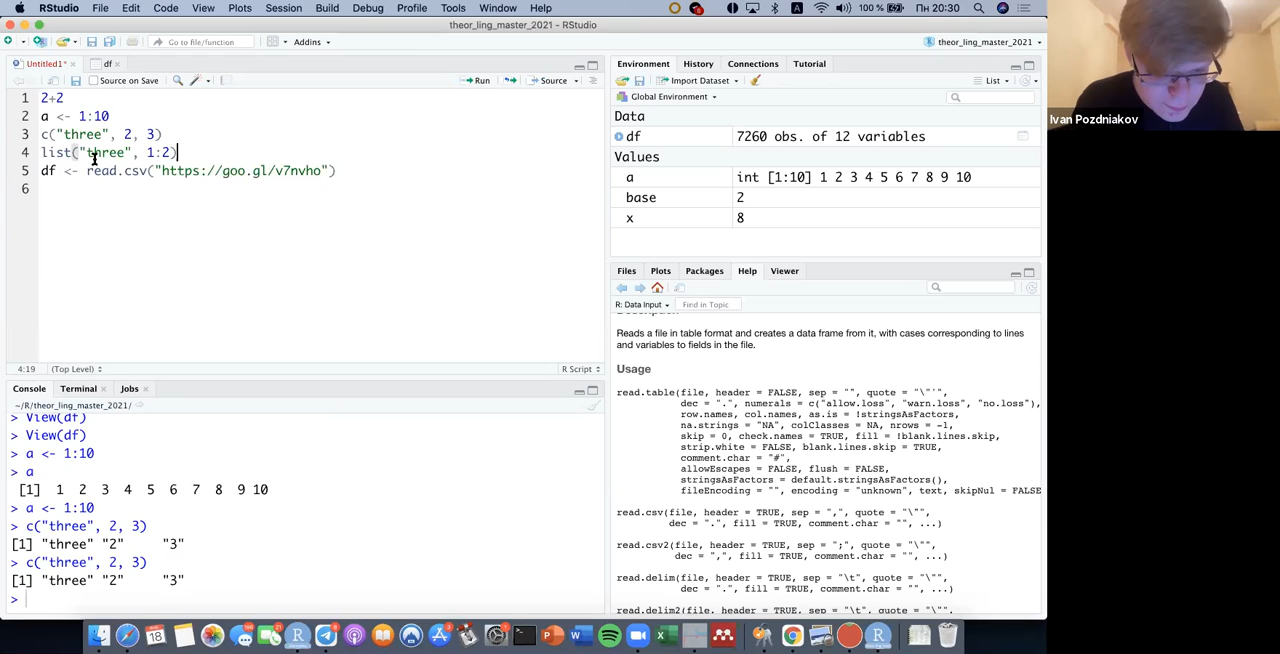 RStudio File Edit Code View Plots Session Build Debug Profile Tools Window Help 100 % Пн 20:30
theor_ling_master_2021 - RStudio
Go to file/function Addins theor_ling_master_2021
Untitled1* df
Source on Save Run Source
1 2+2
2 a <- 1:10
3 c("three", 2, 3)
4 list("three", 1:2)
5 df <- read.csv("https://goo.gl/v7nvho")
6
4:19 (Top Level) R Script
Console Terminal Jobs
~/R/theor_ling_master_2021/
> View(df)
> View(df)
> a <- 1:10
> a
[1] 1 2 3 4 5 6 7 8 9 10
> a <- 1:10
> c("three", 2, 3)
[1] "three" "2" "3"
> c("three", 2, 3)
[1] "three" "2" "3"
>
Environment History Connections Tutorial
Import Dataset List
Global Environment
Data
df 7260 obs. of 12 variables
Values
a int [1:10] 1 2 3 4 5 6 7 8 9 10
base 2
x 8
Files Plots Packages Help Viewer
R: Data Input Find in Topic
Description
Reads a file in table format and creates a data frame from it, with cases corresponding to lines
and variables to fields in the file.
Usage
read.table(file, header = FALSE, sep = "", quote = "\"'",
dec = ".", numerals = c("allow.loss", "warn.loss", "no.loss"),
row.names, col.names, as.is = !stringsAsFactors,
na.strings = "NA", colClasses = NA, nrows = -1,
skip = 0, check.names = TRUE, fill = !blank.lines.skip,
strip.white = FALSE, blank.lines.skip = TRUE,
comment.char = "#",
allowEscapes = FALSE, flush = FALSE,
stringsAsFactors = default.stringsAsFactors(),
fileEncoding = "", encoding = "unknown", text, skipNul = FALSE
read.csv(file, header = TRUE, sep = ",", quote = "\"",
dec = ".", fill = TRUE, comment.char = "", ...)
read.csv2(file, header = TRUE, sep = ";", quote = "\"",
dec = ",", fill = TRUE, comment.char = "", ...)
read.delim(file, header = TRUE, sep = "\t", quote = "\"",
dec = ".", fill = TRUE, comment.char = "", ...)
read.delim2(file, header = TRUE, sep = "\t", quote = "\"",
Ivan Pozdniakov